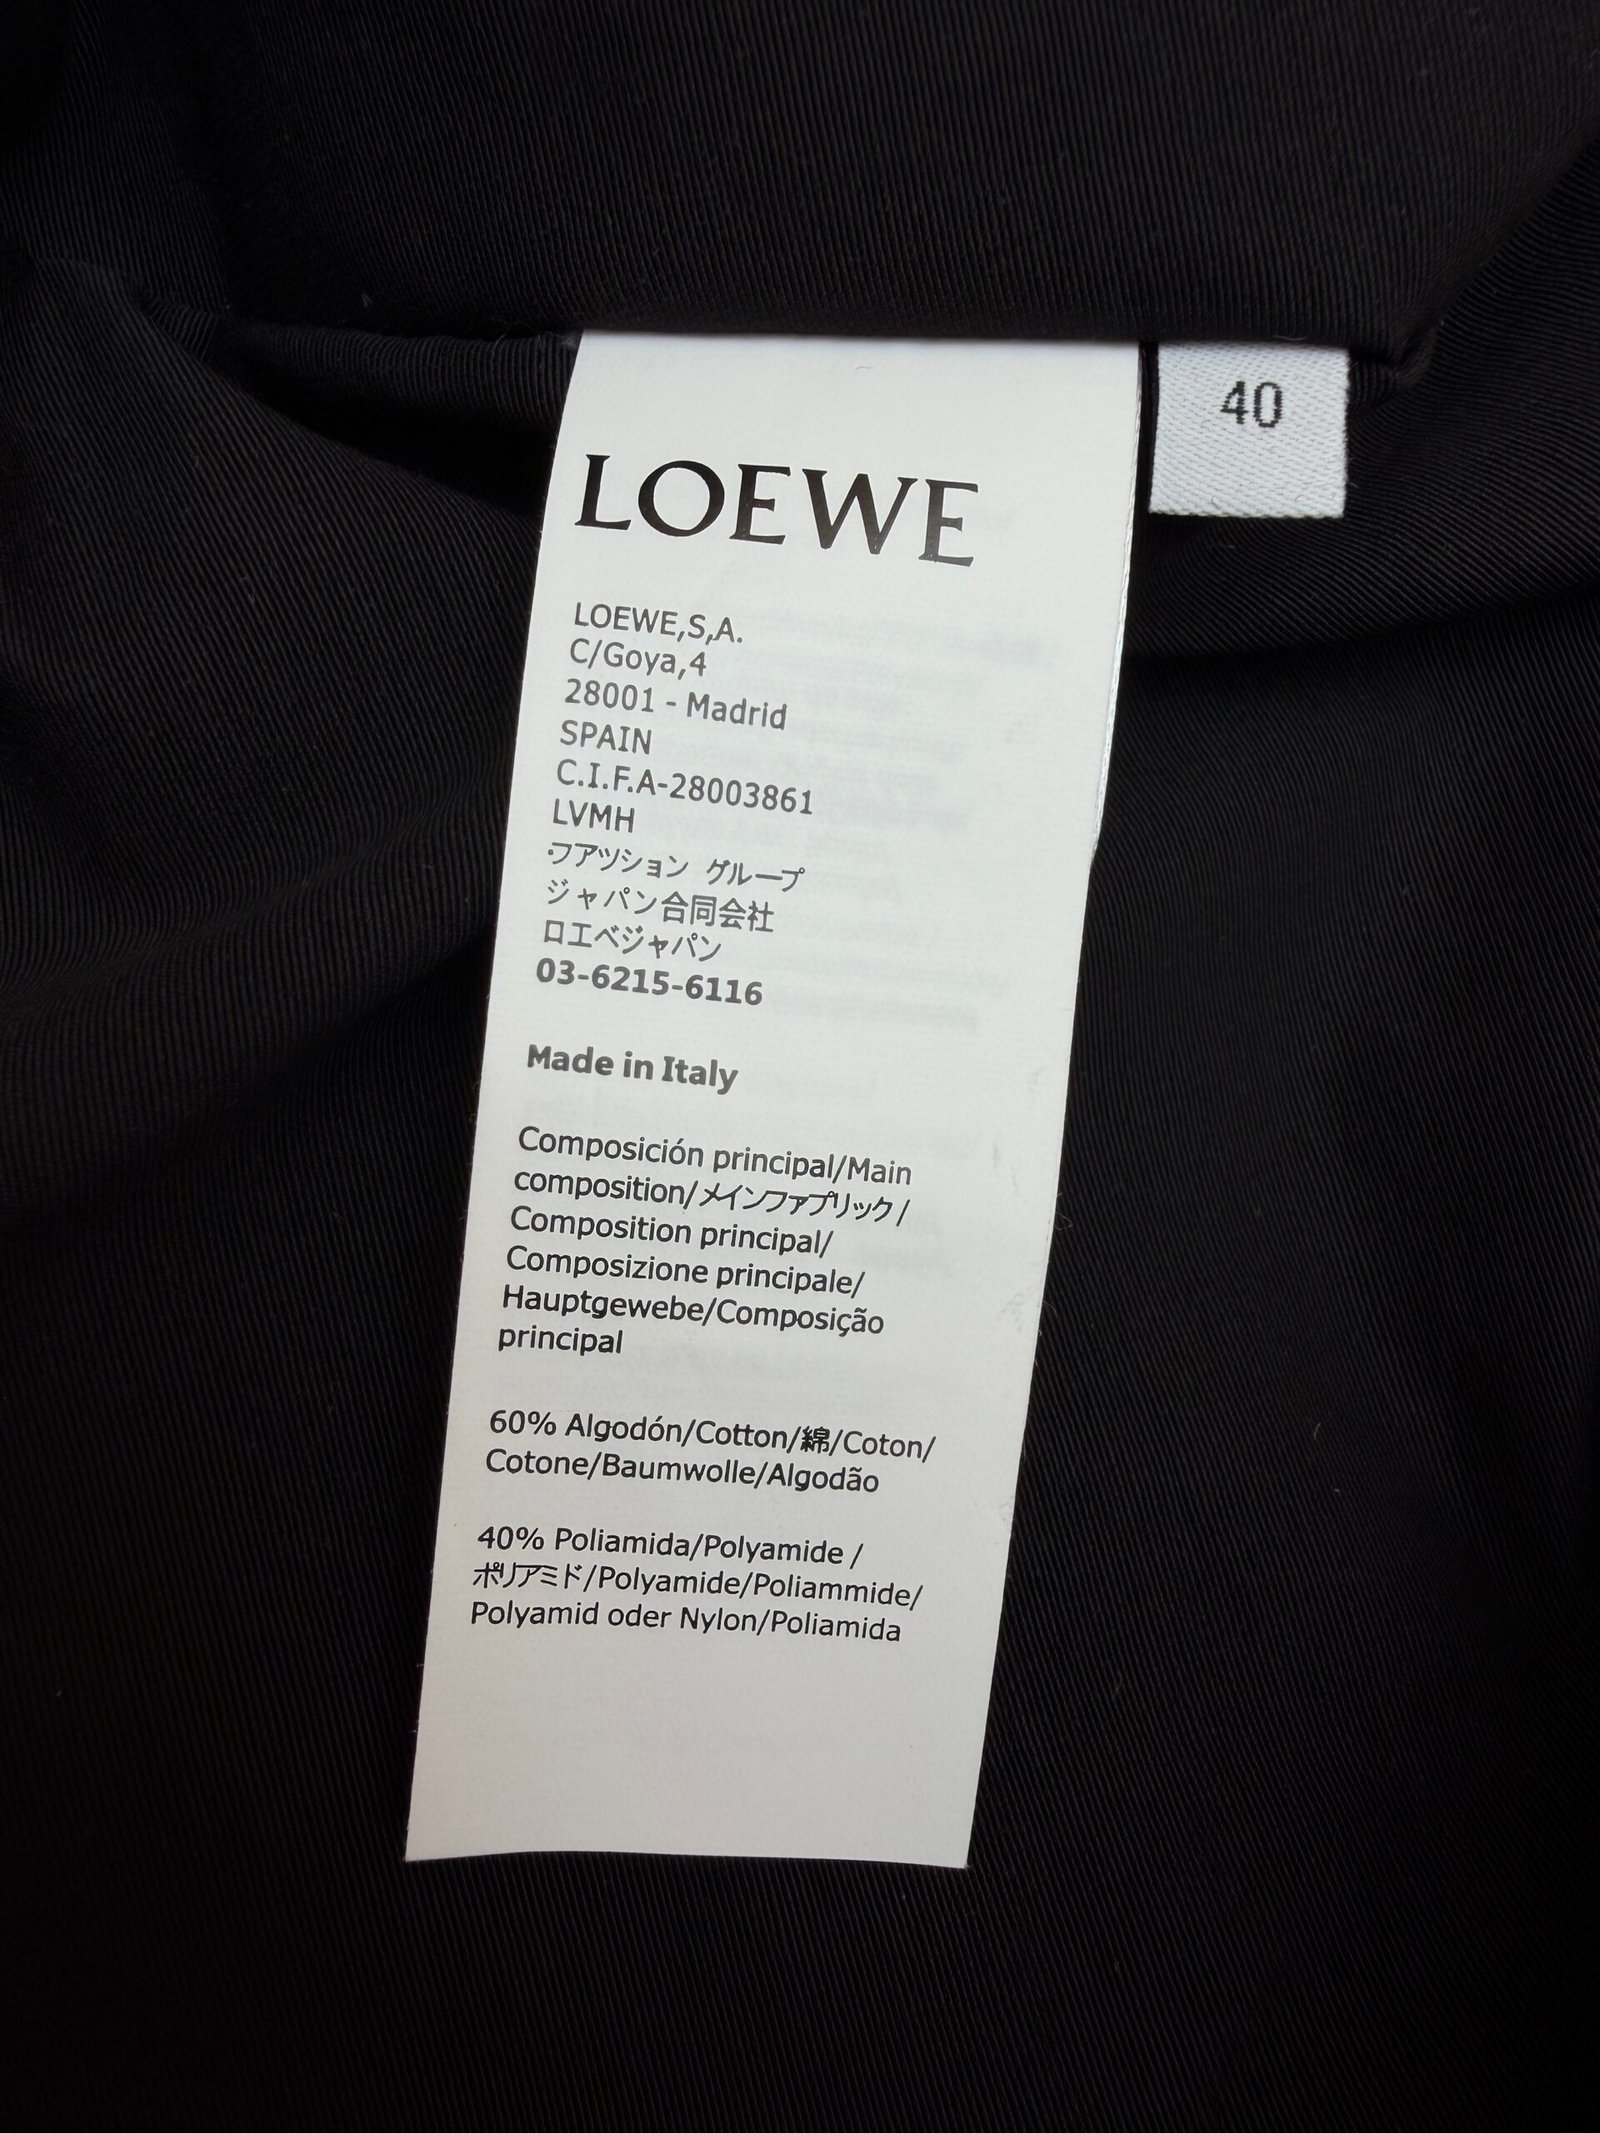 40
LOEWE
LOEWE,S,A.
C/Goya,4
28001 - Madrid
SPAIN
C.I.F.A-28003861
LVMH
・フアツション グループ
ジャパン合同会社
ロエベジャパン
03-6215-6116
Made in Italy
Composición principal/Main
composition/メインファブリック/
Composition principal/
Composizione principale/
Hauptgewebe/Composição
principal
60% Algodón/Cotton/綿/Coton/
Cotone/Baumwolle/Algodão
40% Poliamida/Polyamide /
ポリアミド/Polyamide/Poliammide/
Polyamid oder Nylon/Poliamida